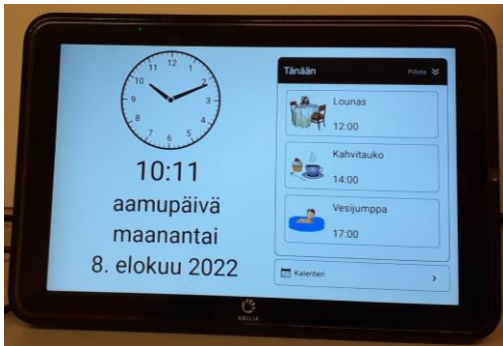 12
1
2
3
4
5
6
7
8
9
10
11
10:11
aamupäivä
maanantai
8. elokuu 2022
Tänään
Piilota
Lounas
12:00
Kahvitauko
14:00
Vesijumppa
17:00
Kalenteri
ABILIA